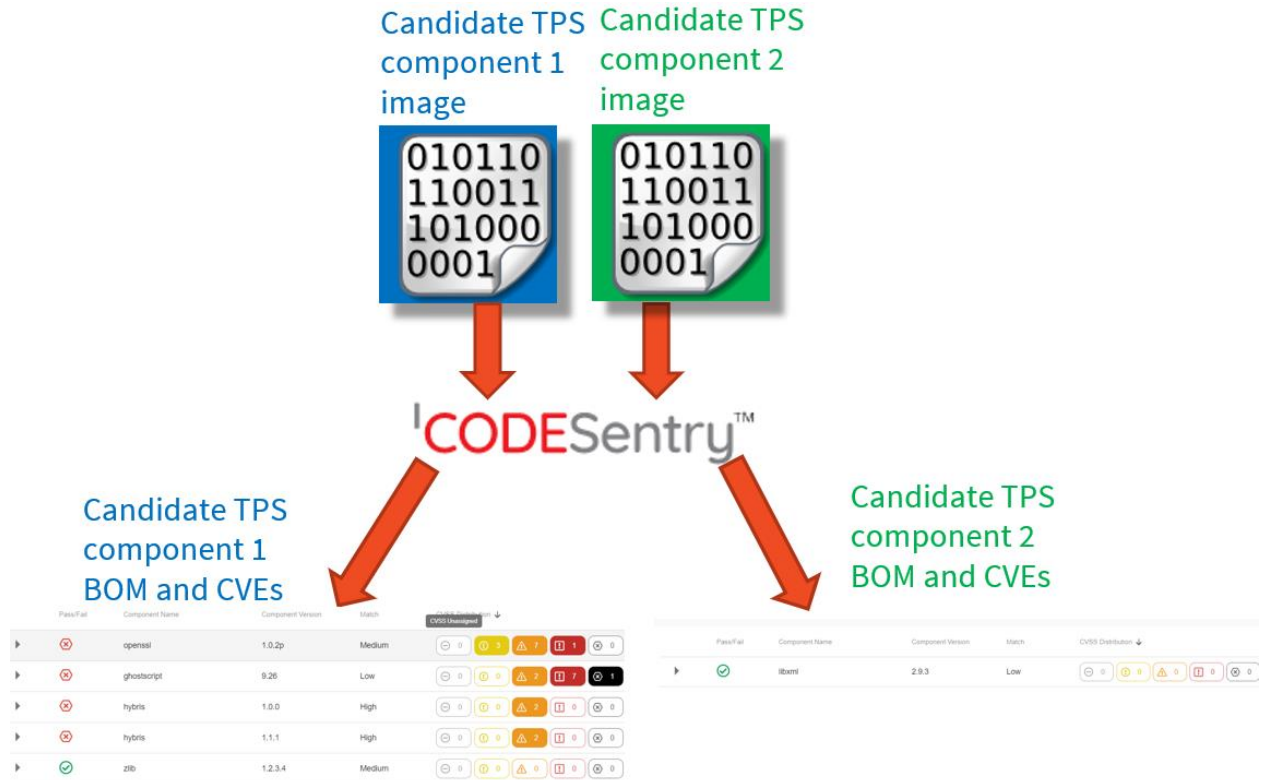 Candidate TPS
component 1
image
Candidate TPS
component 2
image
010110
110011
101000
0001
010110
110011
101000
0001
CODESentry™
Candidate TPS
component 1
BOM and CVEs
Candidate TPS
component 2
BOM and CVEs
Pass/Fail Component Name Component Version Match CVSS Distribution
CVSS Unassigned
openssl 1.0.2p Medium 0 3 7 1 0
ghostscript 9.26 Low 0 0 2 7 1
hybris 1.0.0 High 0 0 2 0 0
hybris 1.1.1 High 0 0 2 0 0
zlib 1.2.3.4 Medium 0 0 0 0 0
Pass/Fail Component Name Component Version Match CVSS Distribution
libxml 2.9.3 Low 0 0 0 0 0